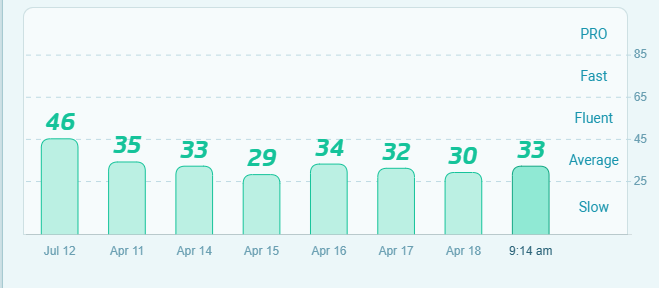 PRO
85
Fast
65
46 Fluent
35 33 29 34 32 30 33 45
Average
25
Slow
Jul 12 Apr 11 Apr 14 Apr 15 Apr 16 Apr 17 Apr 18 9:14 am